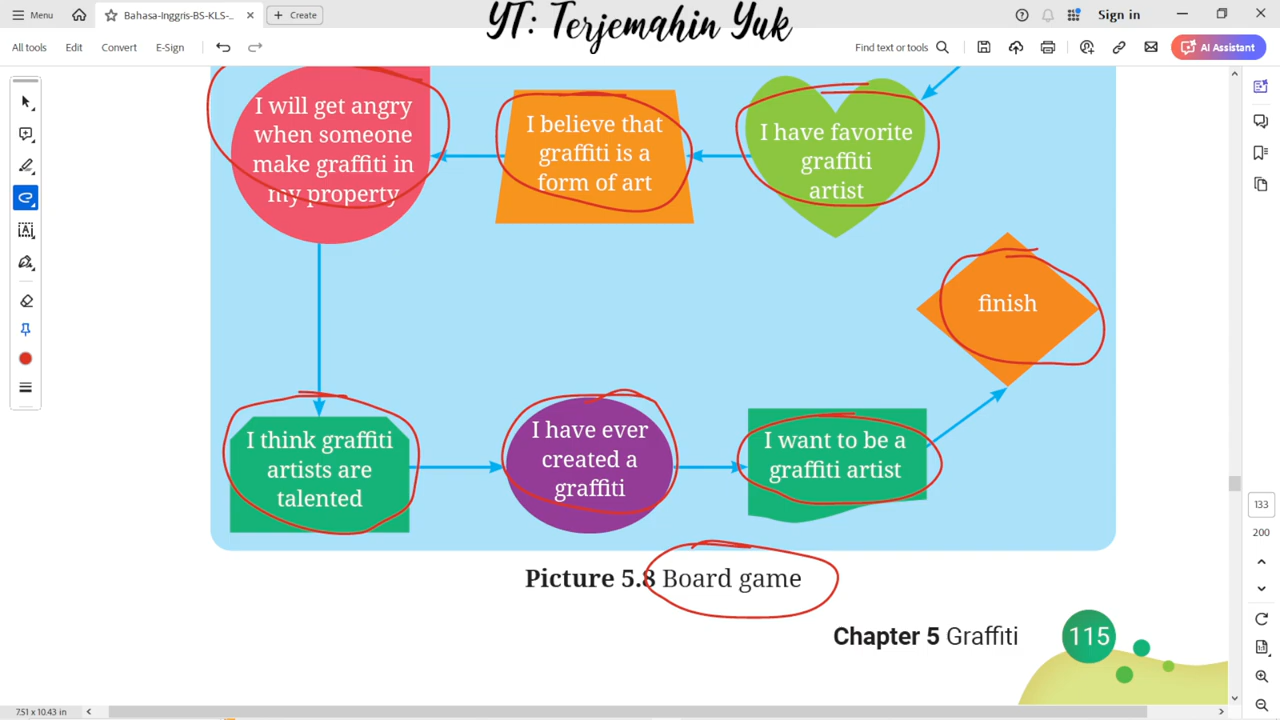 Menu
Bahasa-Inggris-BS-KLS-...
Create
YT: Terjemahin Yuk
Sign in
All tools
Edit
Convert
E-Sign
Find text or tools
AI Assistant
I will get angry
when someone
make graffiti in
my property
I believe that
graffiti is a
form of art
I have favorite
graffiti
artist
finish
I think graffiti
artists are
talented
I have ever
created a
graffiti
I want to be a
graffiti artist
Picture 5.8 Board game
Chapter 5 Graffiti
115
133
200
7.51 x 10.43 in